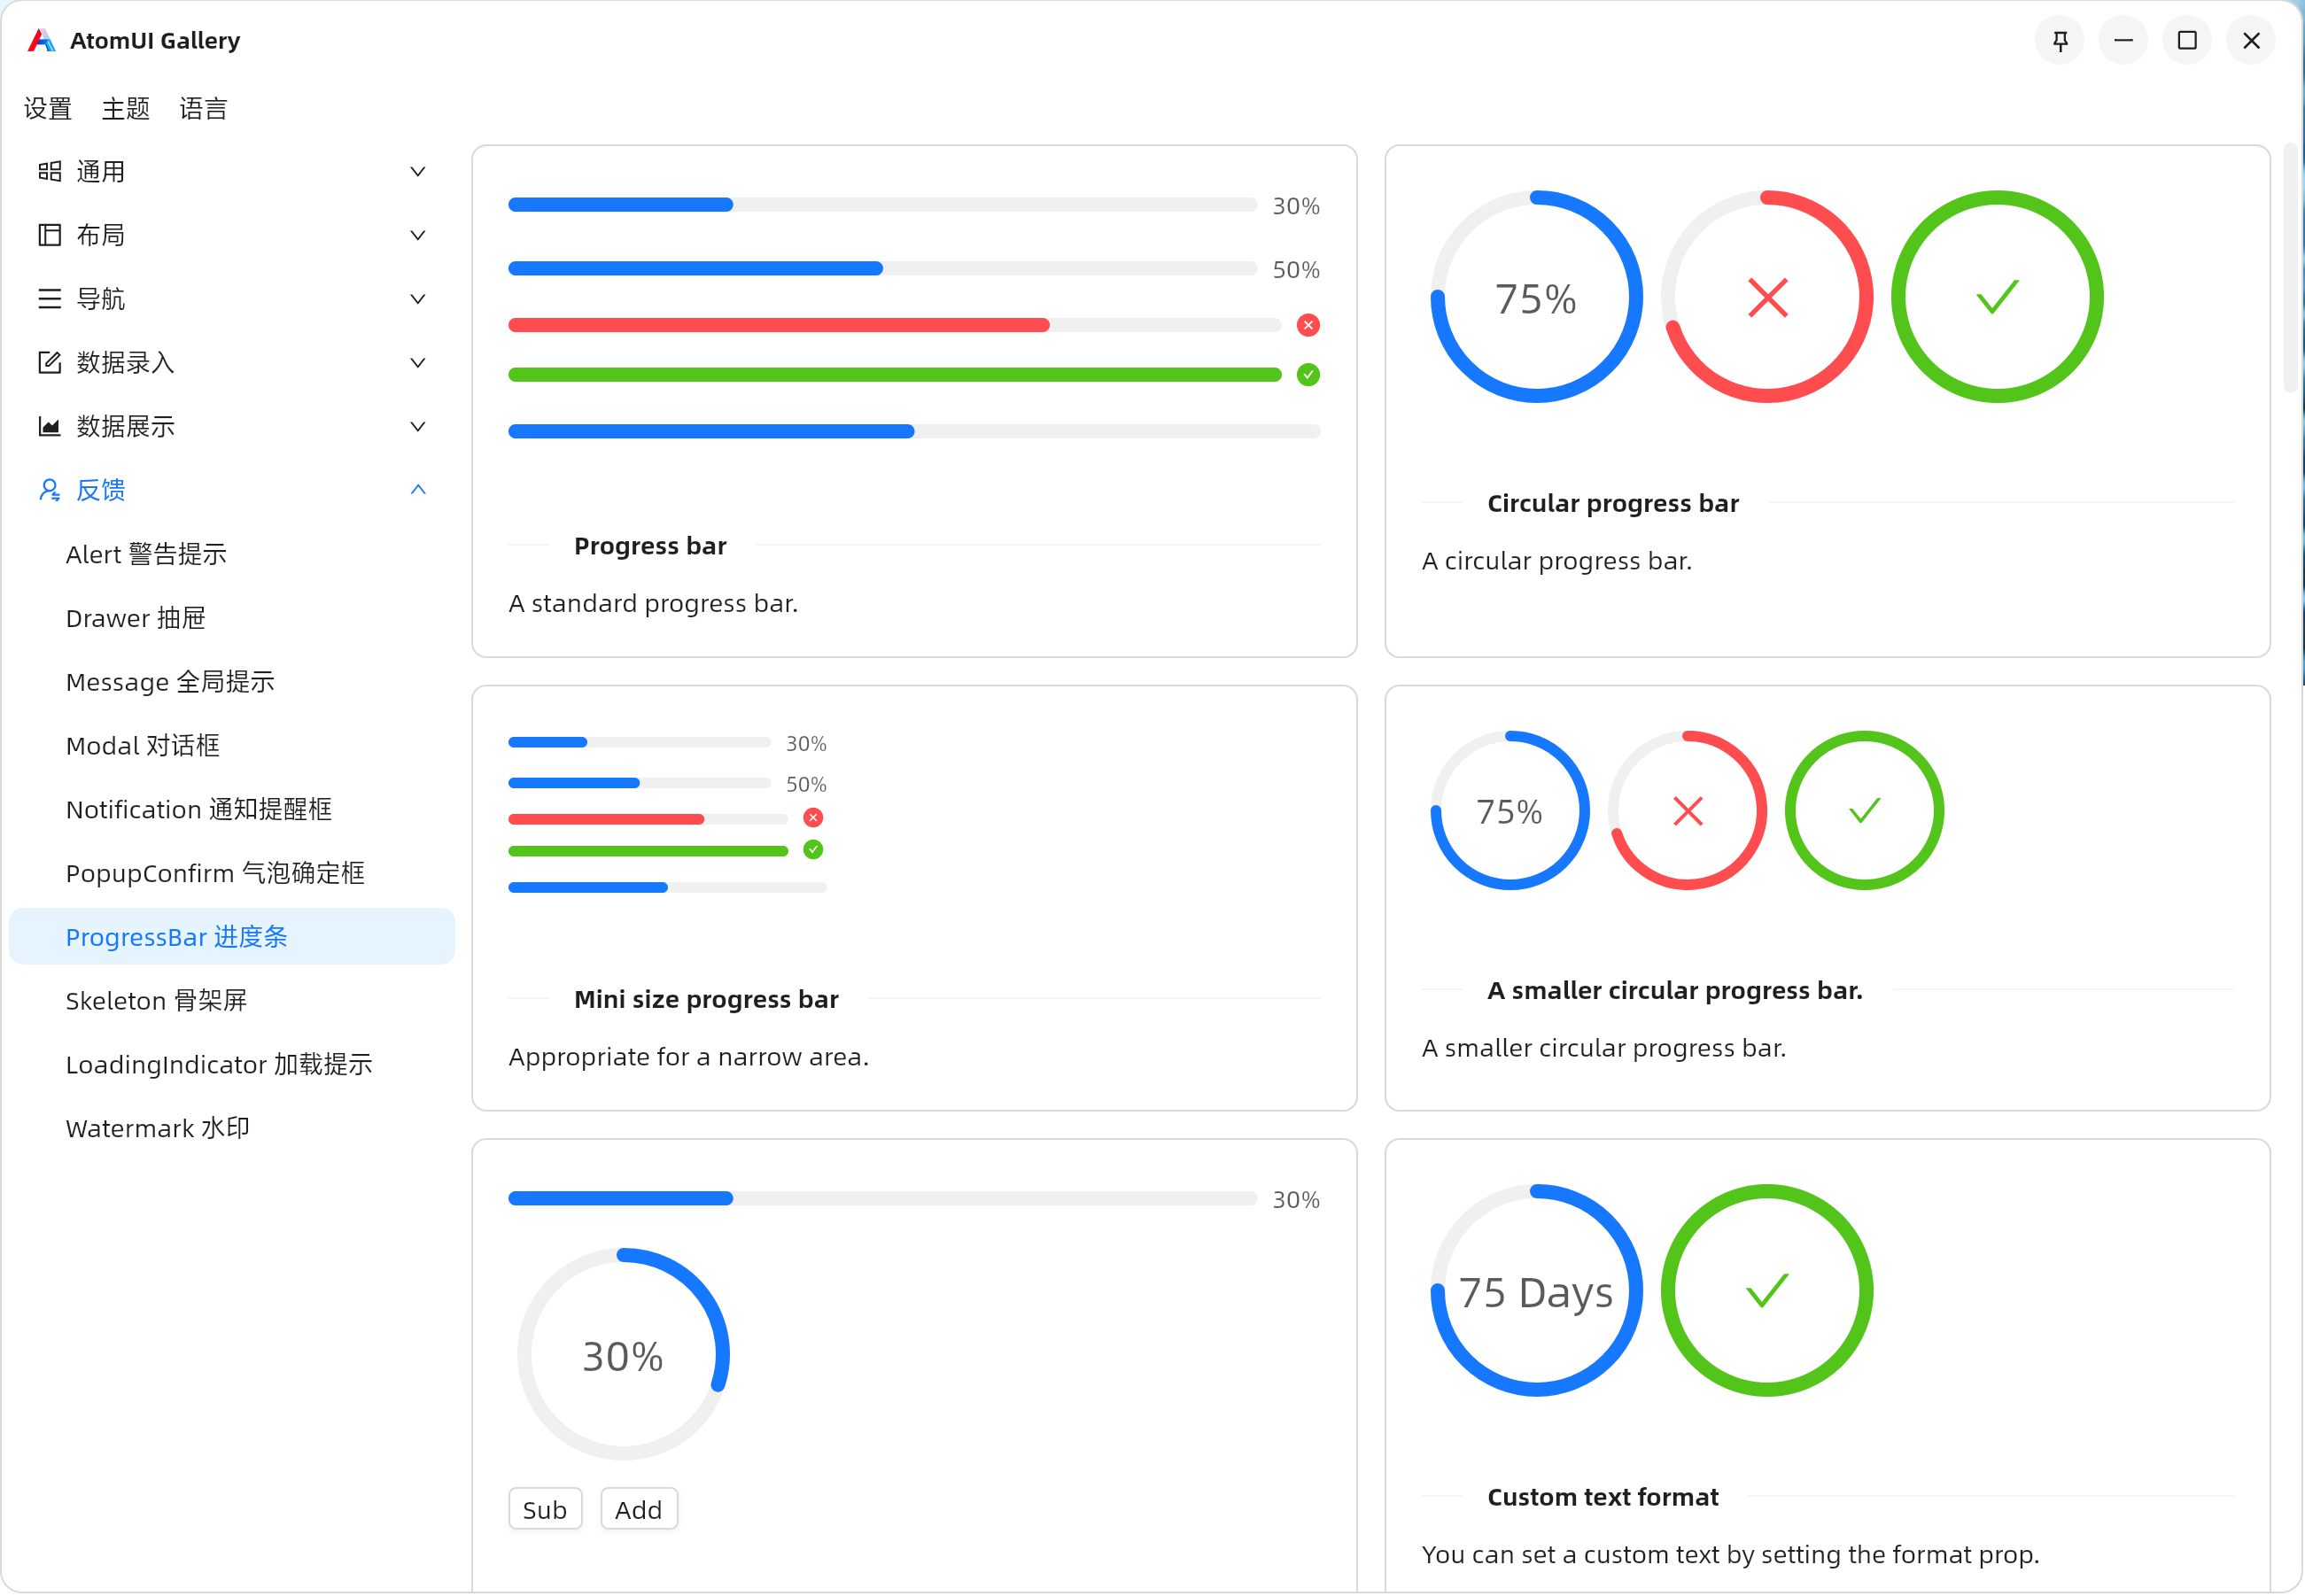 AtomUI Gallery
设置 主题 语言
通用
布局
导航
数据录入
数据展示
反馈
Alert 警告提示
Drawer 抽屉
Message 全局提示
Modal 对话框
Notification 通知提醒框
PopupConfirm 气泡确定框
ProgressBar 进度条
Skeleton 骨架屏
LoadingIndicator 加载提示
Watermark 水印
30%
50%
Progress bar
A standard progress bar.
75%
Circular progress bar
A circular progress bar.
30%
50%
Mini size progress bar
Appropriate for a narrow area.
75%
A smaller circular progress bar.
A smaller circular progress bar.
30%
30%
Sub Add
75 Days
Custom text format
You can set a custom text by setting the format prop.